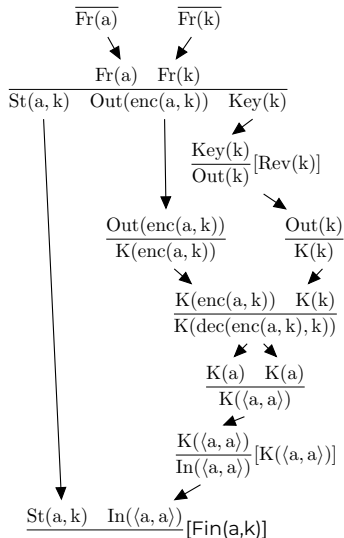 Fr(a) Fr(k)
Fr(a) Fr(k)
St(a, k) Out(enc(a, k)) Key(k)
Key(k)
[Rev(k)]
Out(k)
Out(enc(a, k)) Out(k)
K(enc(a, k)) K(k)
K(enc(a, k)) K(k)
K(dec(enc(a, k), k))
K(a) K(a)
K(⟨a, a⟩)
K(⟨a, a⟩)
[K(⟨a, a⟩)]
In(⟨a, a⟩)
St(a, k) In(⟨a, a⟩)
[Fin(a,k)]